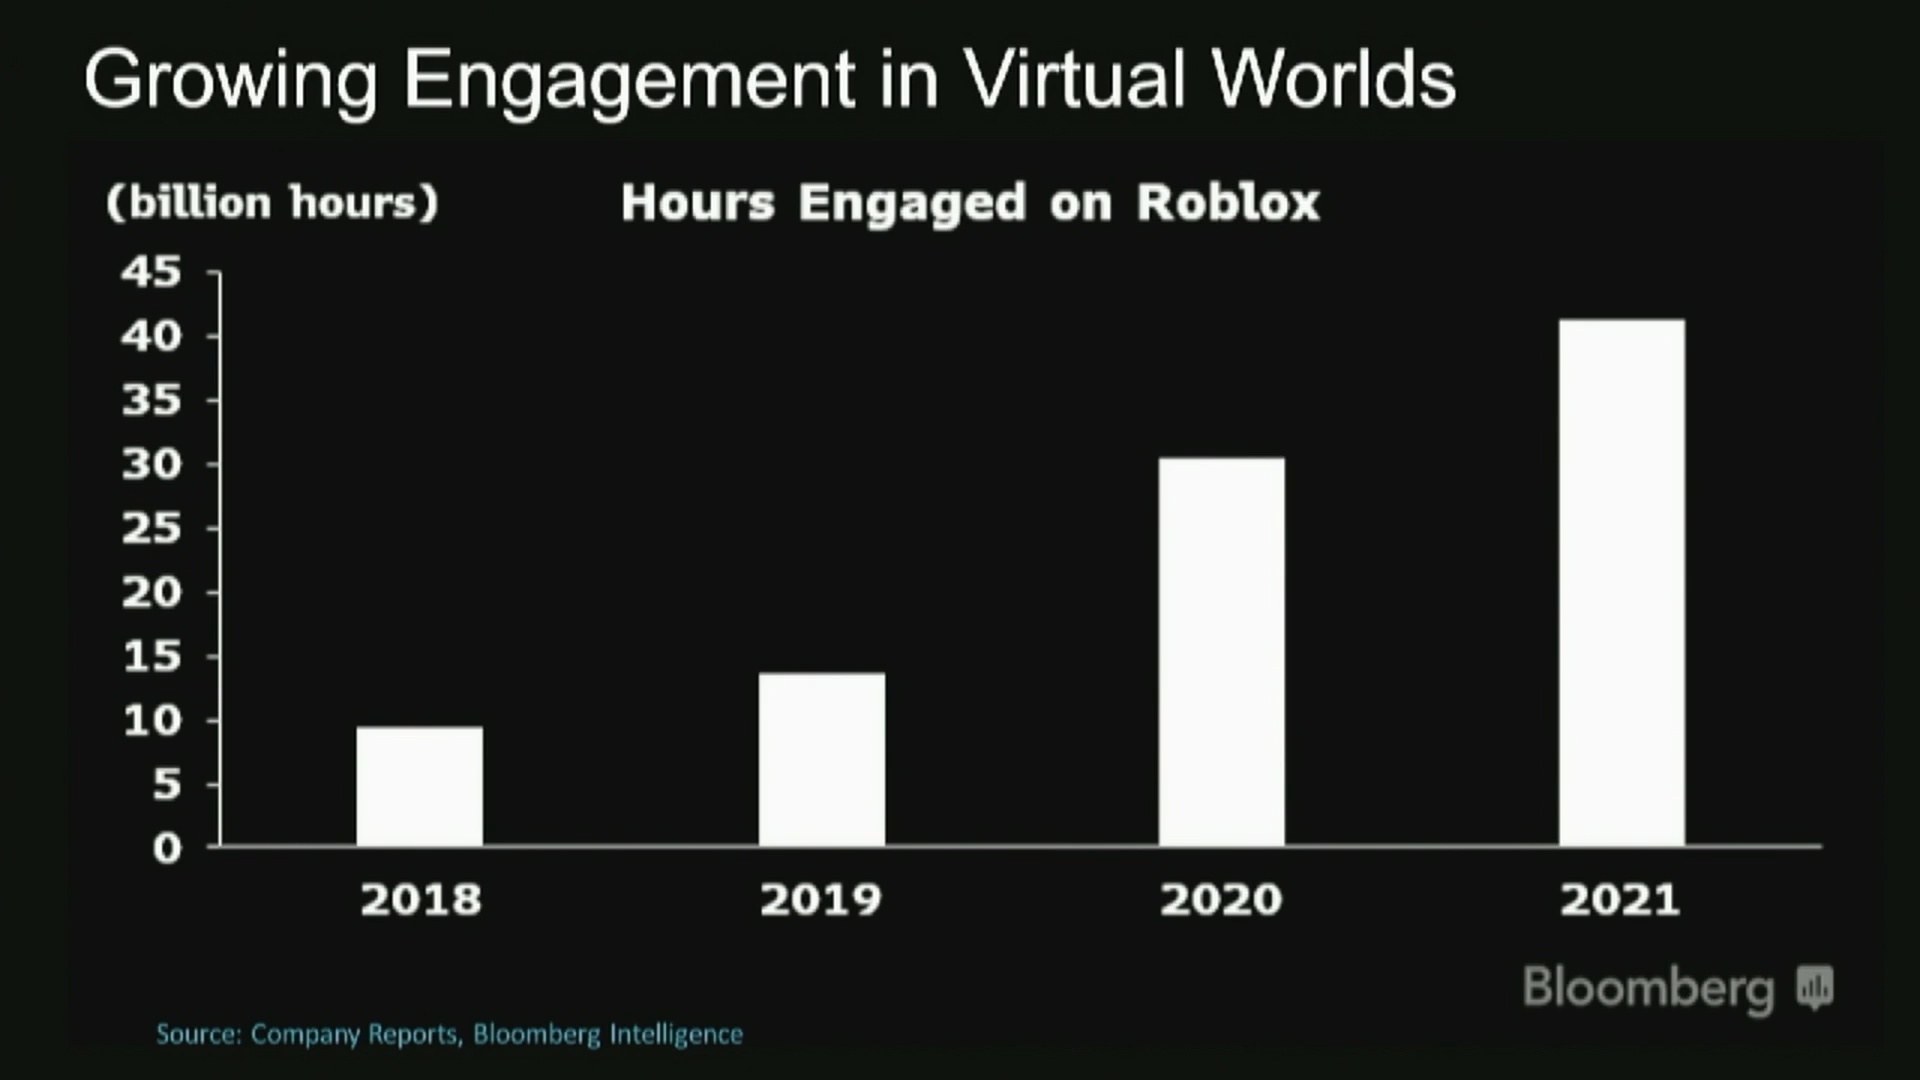 Growing Engagement in Virtual Worlds
(billion hours)
Hours Engaged on Roblox
45
40
35
30
25
20
15
10
5
0
2018 2019 2020 2021
Bloomberg
Source: Company Reports, Bloomberg Intelligence